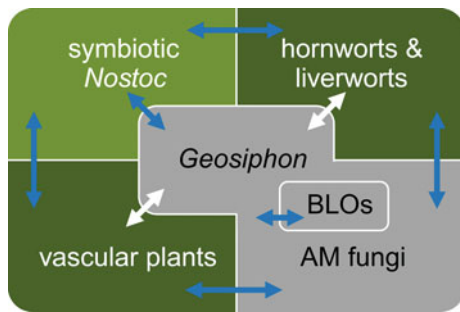 symbiotic
Nostoc
hornworts &
liverworts
Geosiphon
BLOs
vascular plants
AM fungi